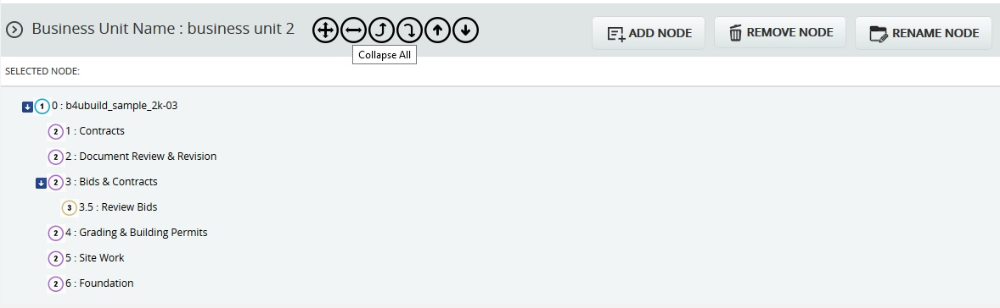 Business Unit Name : business unit 2
ADD NODE
REMOVE NODE
RENAME NODE
Collapse All
SELECTED NODE:
1 0 : b4ubuild_sample_2k-03
2 1 : Contracts
2 2 : Document Review & Revision
2 3 : Bids & Contracts
3 3.5 : Review Bids
2 4 : Grading & Building Permits
2 5 : Site Work
2 6 : Foundation